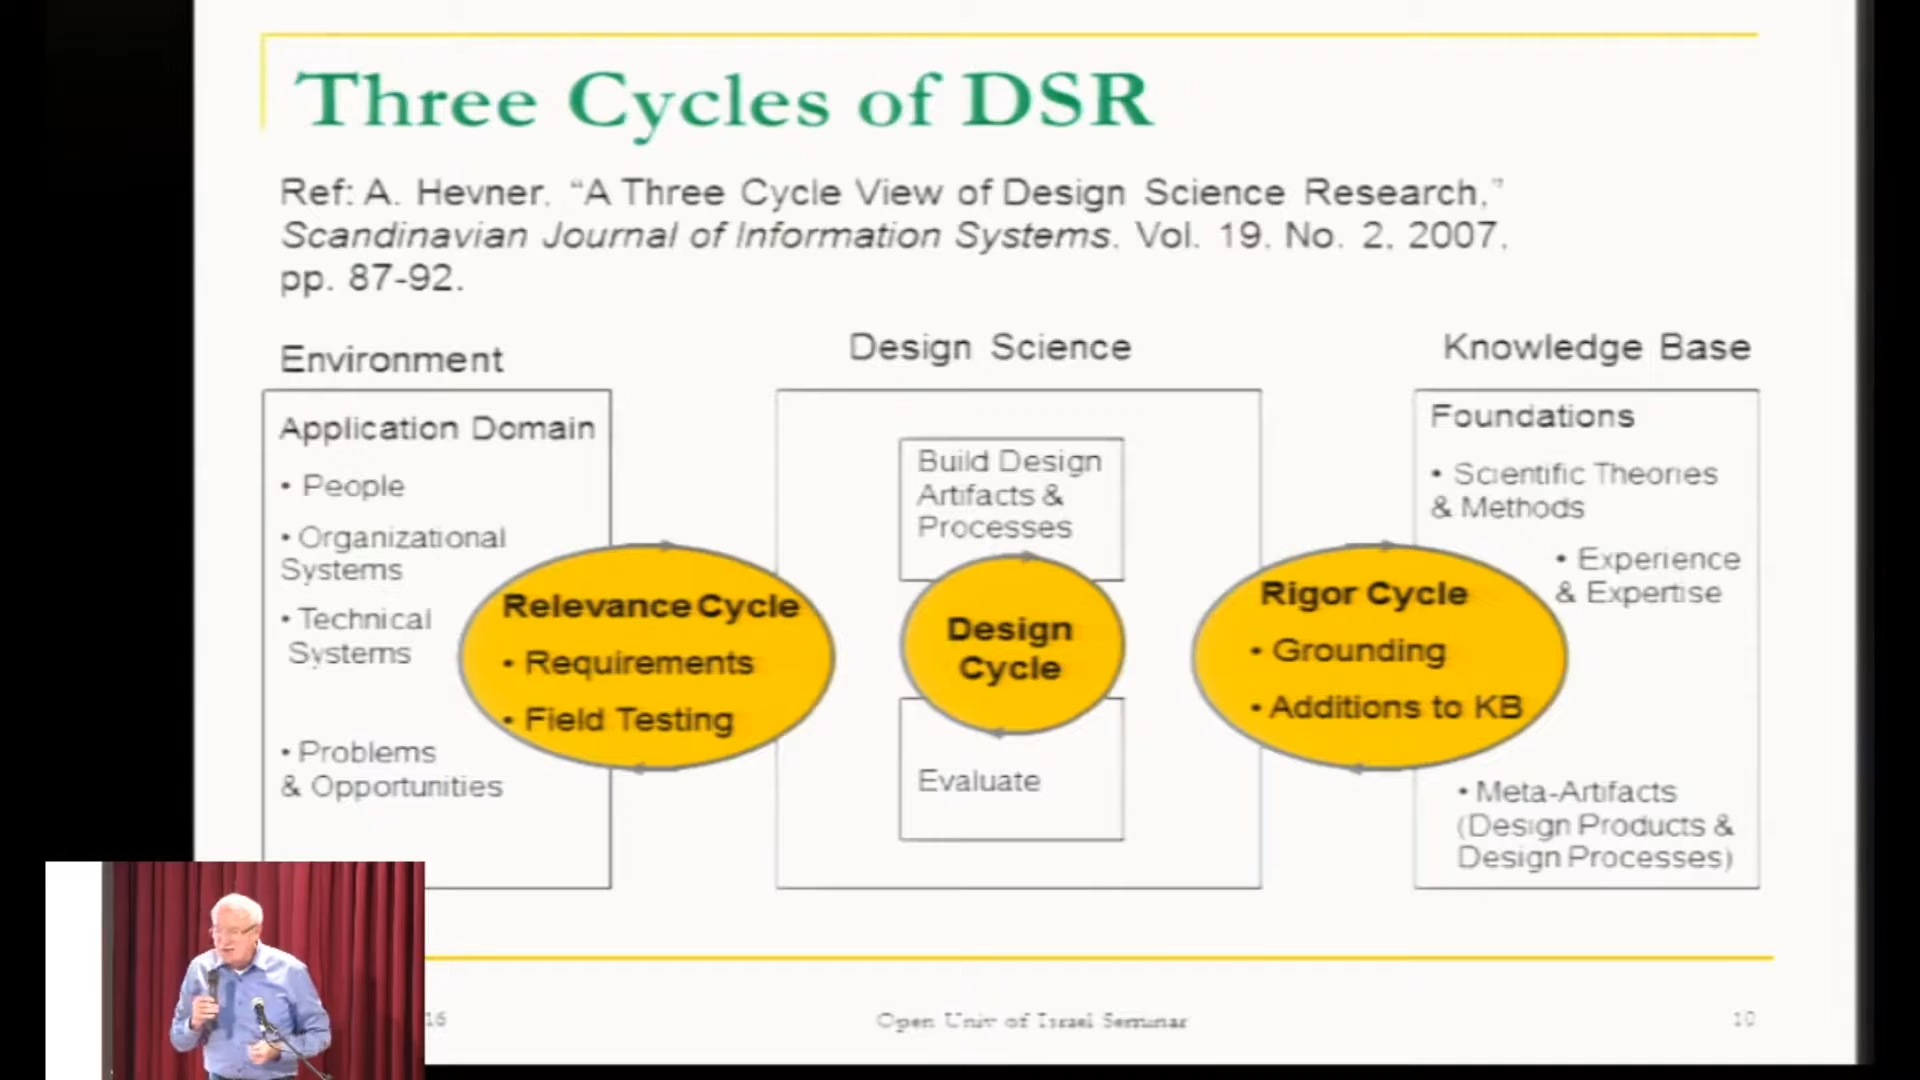 Three Cycles of DSR
Ref: A. Hevner, “A Three Cycle View of Design Science Research,”
Scandinavian Journal of Information Systems, Vol. 19, No. 2, 2007,
pp. 87-92.
Environment
Application Domain
• People
• Organizational
Systems
• Technical
Systems
• Problems
& Opportunities
Relevance Cycle
• Requirements
• Field Testing
Design Science
Build Design
Artifacts &
Processes
Design
Cycle
Evaluate
Rigor Cycle
• Grounding
• Additions to KB
Knowledge Base
Foundations
• Scientific Theories
& Methods
• Experience
& Expertise
• Meta-Artifacts
(Design Products &
Design Processes)
16
Open Univ of Israel Seminar
10